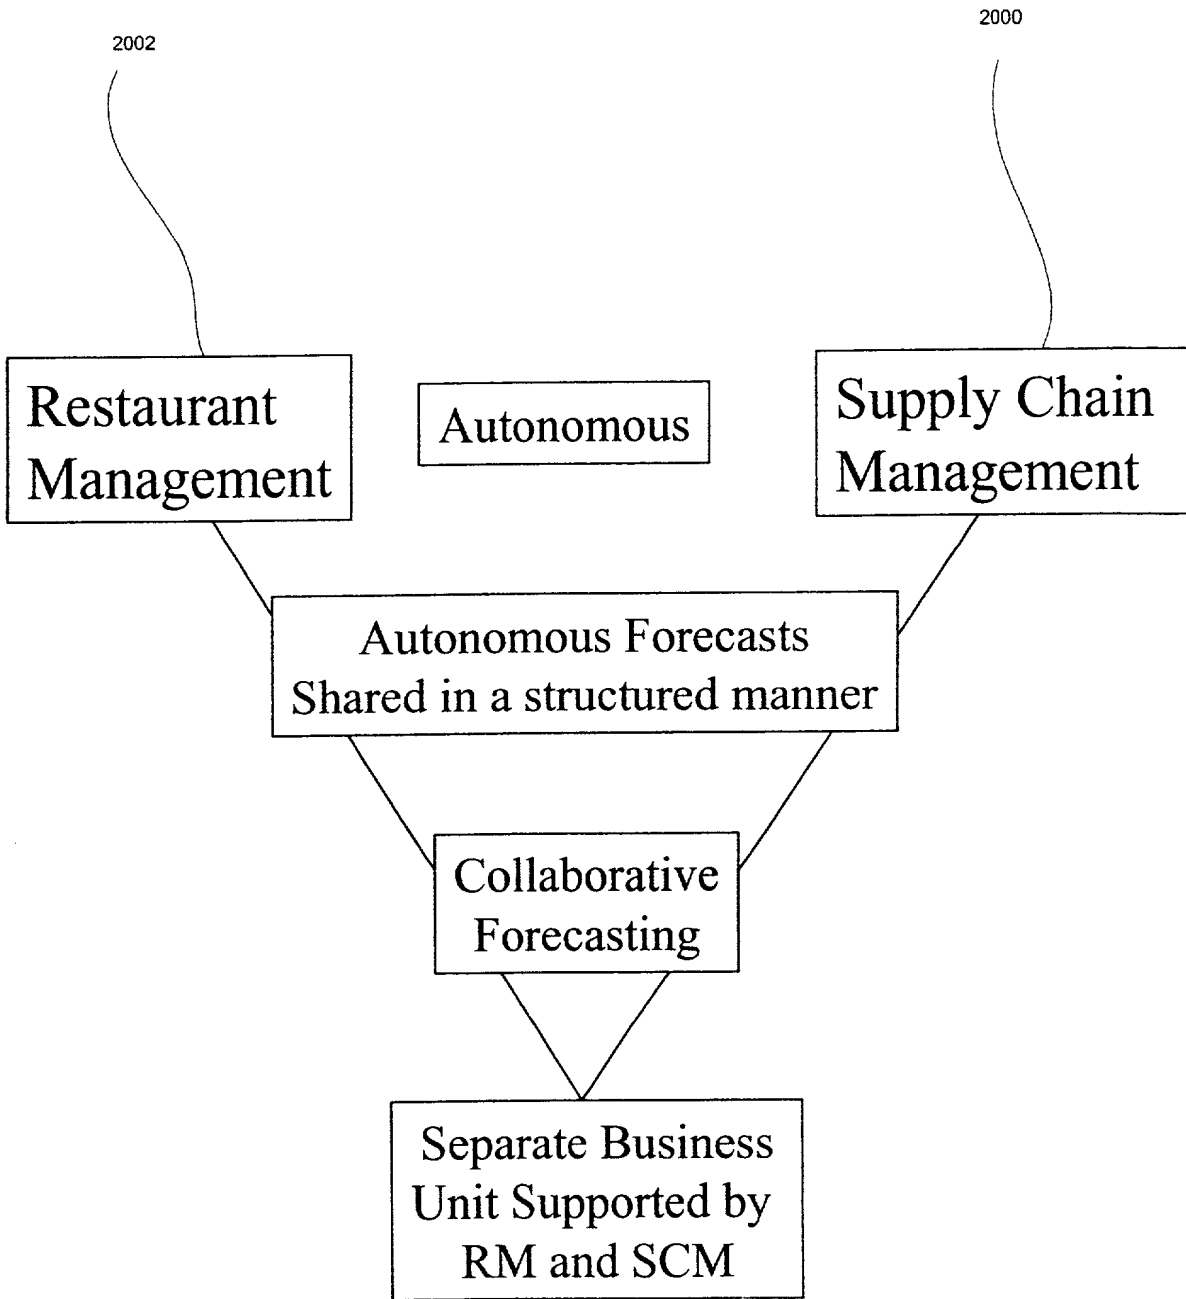 2002
2000
Restaurant
Management
Autonomous
Supply Chain
Management
Autonomous Forecasts
Shared in a structured manner
Collaborative
Forecasting
Separate Business
Unit Supported by
RM and SCM